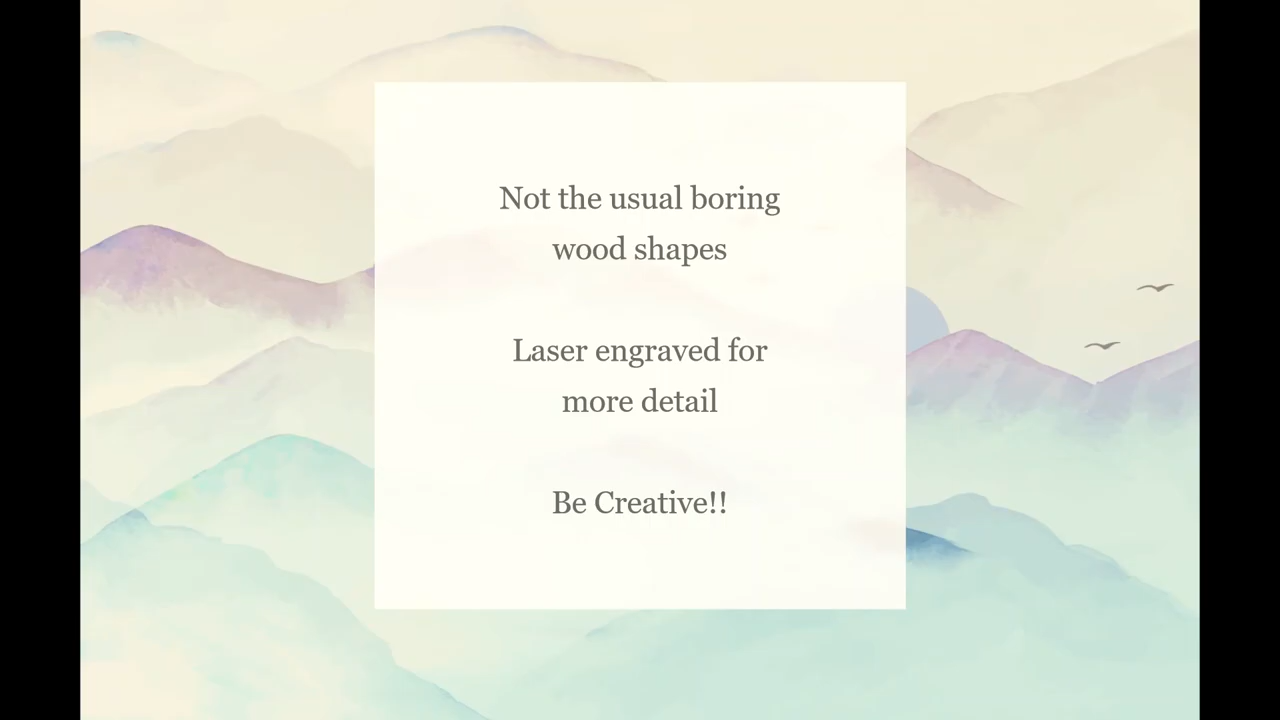 Not the usual boring
wood shapes
Laser engraved for
more detail
Be Creative!!